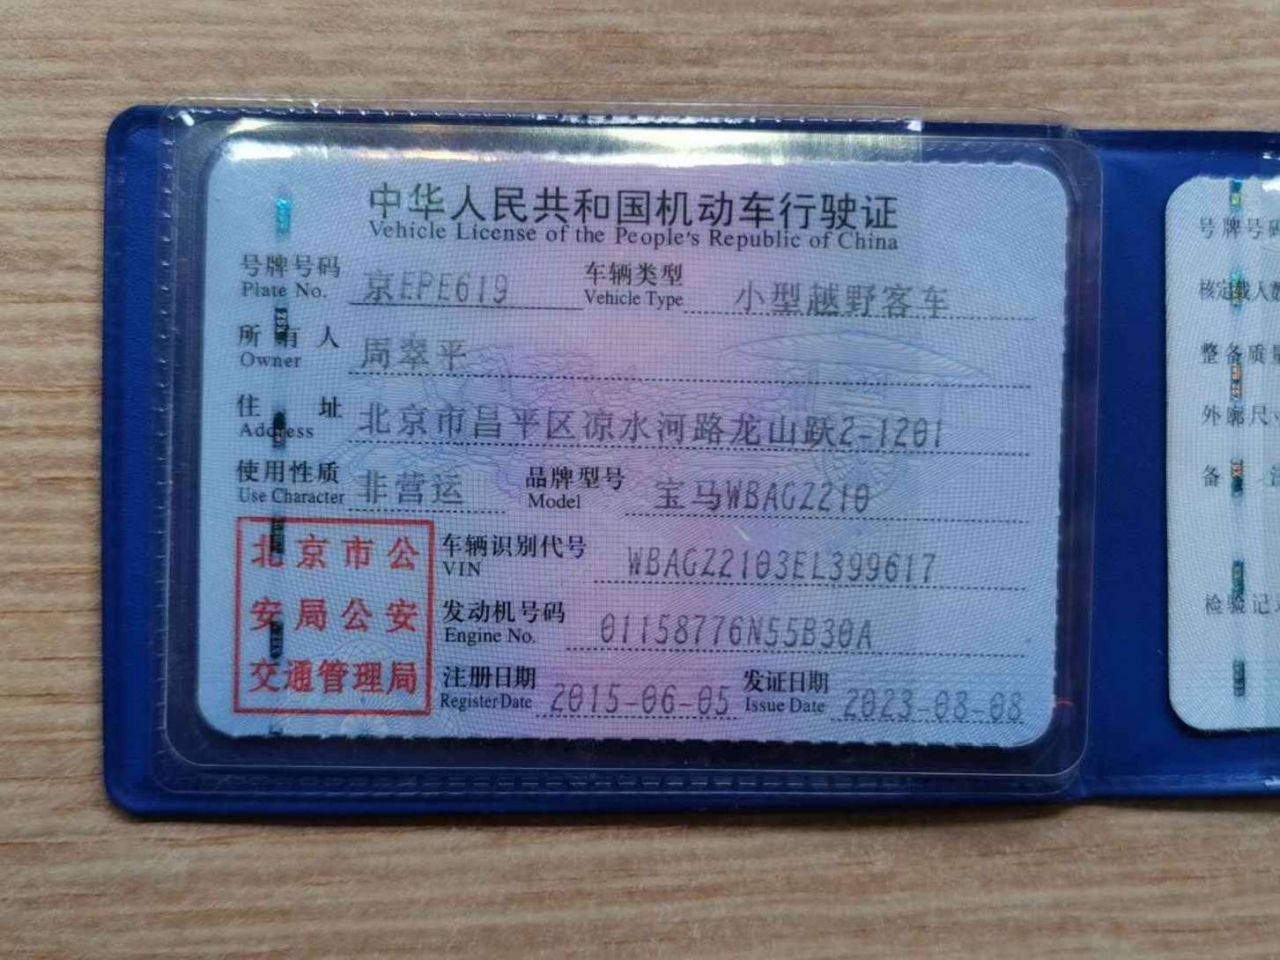 中华人民共和国机动车行驶证
Vehicle License of the People's Republic of China
号牌号码 京EPE619 车辆类型 小型越野客车
Plate No. Vehicle Type
所有人 周翠平
Owner
住址 北京市昌平区凉水河路龙山跃2-1201
Address
使用性质 非营运 品牌型号 宝马WBAGZ210
Use Character Model
北京市公
安局公安
交通管理局
车辆识别代号 WBAGZ2103EL399617
VIN
发动机号码 01158776N55B30A
Engine No.
注册日期 2015-06-05 发证日期 2023-08-08
Register Date Issue Date
号牌号码
核定载人数
整备质量
外廓尺
备
检验记